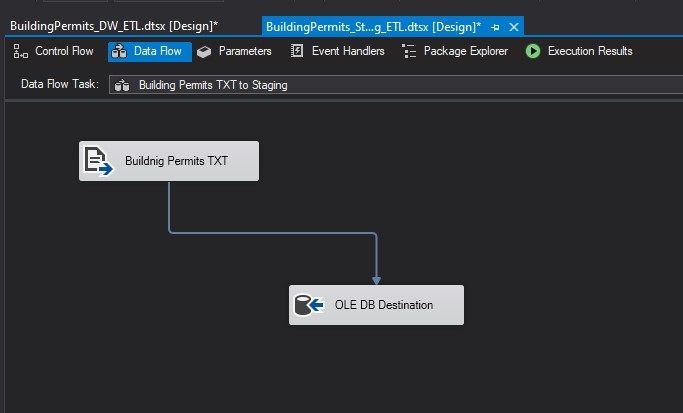 BuildingPermits_DW_ETL.dtsx [Design]* BuildingPermits_St...g_ETL.dtsx [Design]*
Control Flow Data Flow Parameters Event Handlers Package Explorer Execution Results
Data Flow Task: Building Permits TXT to Staging
Buildnig Permits TXT
OLE DB Destination